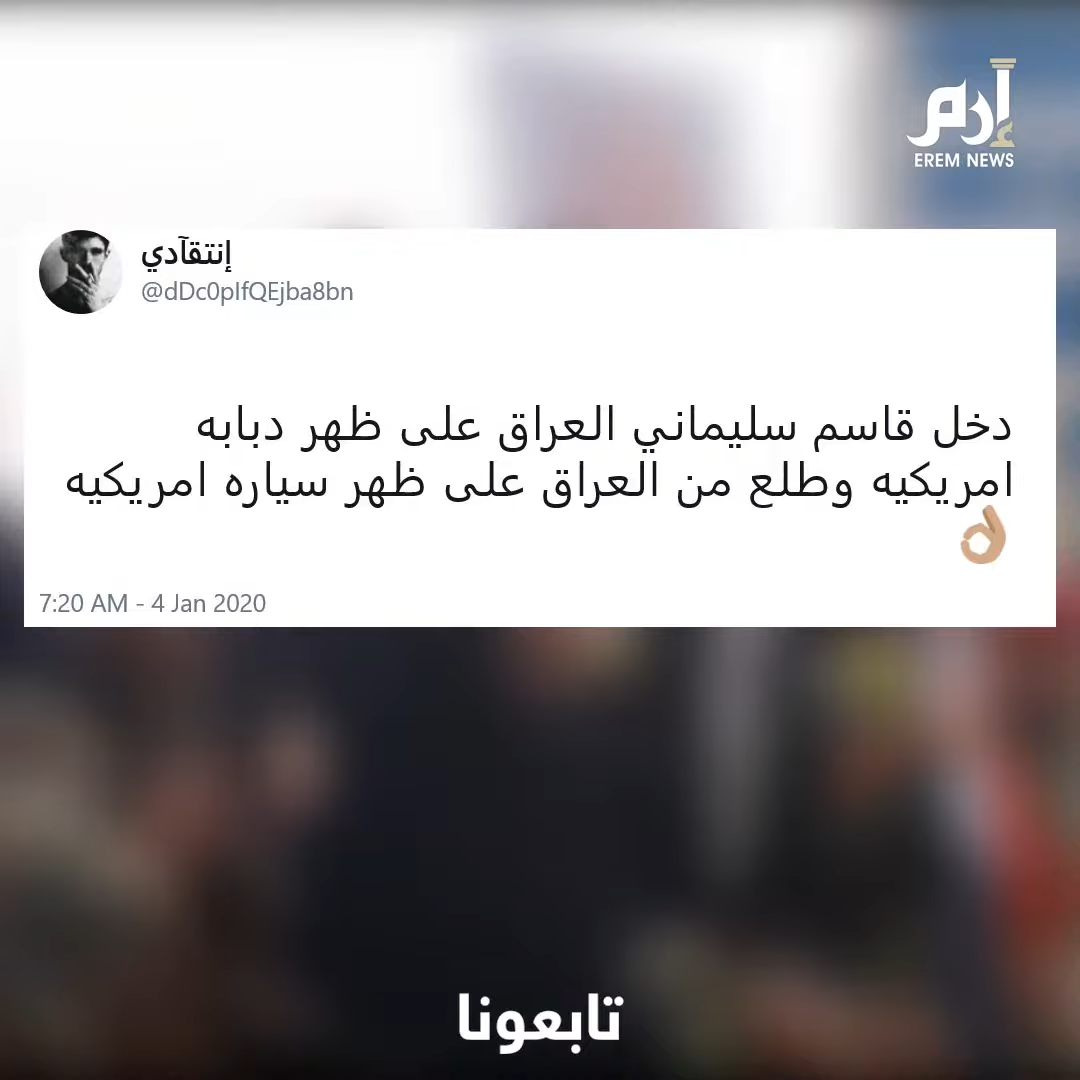 إرم
EREM NEWS
إنتقآدي
@dDc0pIfQEjba8bn
دخل قاسم سليماني العراق على ظهر دبابه
امريكيه وطلع من العراق على ظهر سياره امريكيه
👌🏽
7:20 AM - 4 Jan 2020
تابعونا